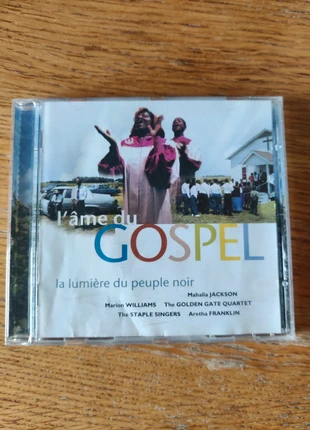 l'âme du
GOSPEL
la lumière du peuple noir
Mahalia JACKSON
Marion WILLIAMS The GOLDEN GATE QUARTET
The STAPLE SINGERS Aretha FRANKLIN